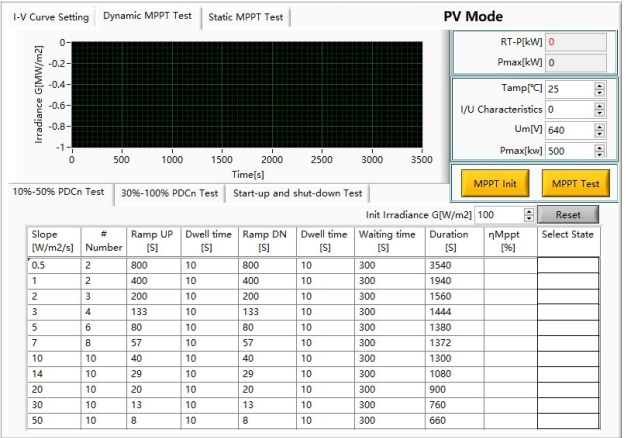 I-V Curve Setting Dynamic MPPT Test Static MPPT Test PV Mode
RT-P[kW] 0
Pmax[kW] 0
Tamp[℃] 25
I/U Characteristics 0
Um[V] 640
Pmax[kw] 500
MPPT Init MPPT Test
Irradiance G[MW/m2]
0
-0.2
-0.4
-0.6
-0.8
-1
0 500 1000 1500 2000 2500 3000 3500
Time[s]
10%-50% PDCn Test 30%-100% PDCn Test Start-up and shut-down Test
Init Irradiance G[W/m2] 100 Reset
Slope # Ramp UP Dwell time Ramp DN Dwell time Waiting time Duration ηMppt Select State
[W/m2/s] Number [S] [S] [S] [S] [S] [S] [%]
0.5 2 800 10 800 10 300 3540
1 2 400 10 400 10 300 1940
2 3 200 10 200 10 300 1560
3 4 133 10 133 10 300 1444
5 6 80 10 80 10 300 1380
7 8 57 10 57 10 300 1372
10 10 40 10 40 10 300 1300
14 10 29 10 29 10 300 1080
20 10 20 10 20 10 300 900
30 10 13 10 13 10 300 760
50 10 8 10 8 10 300 660